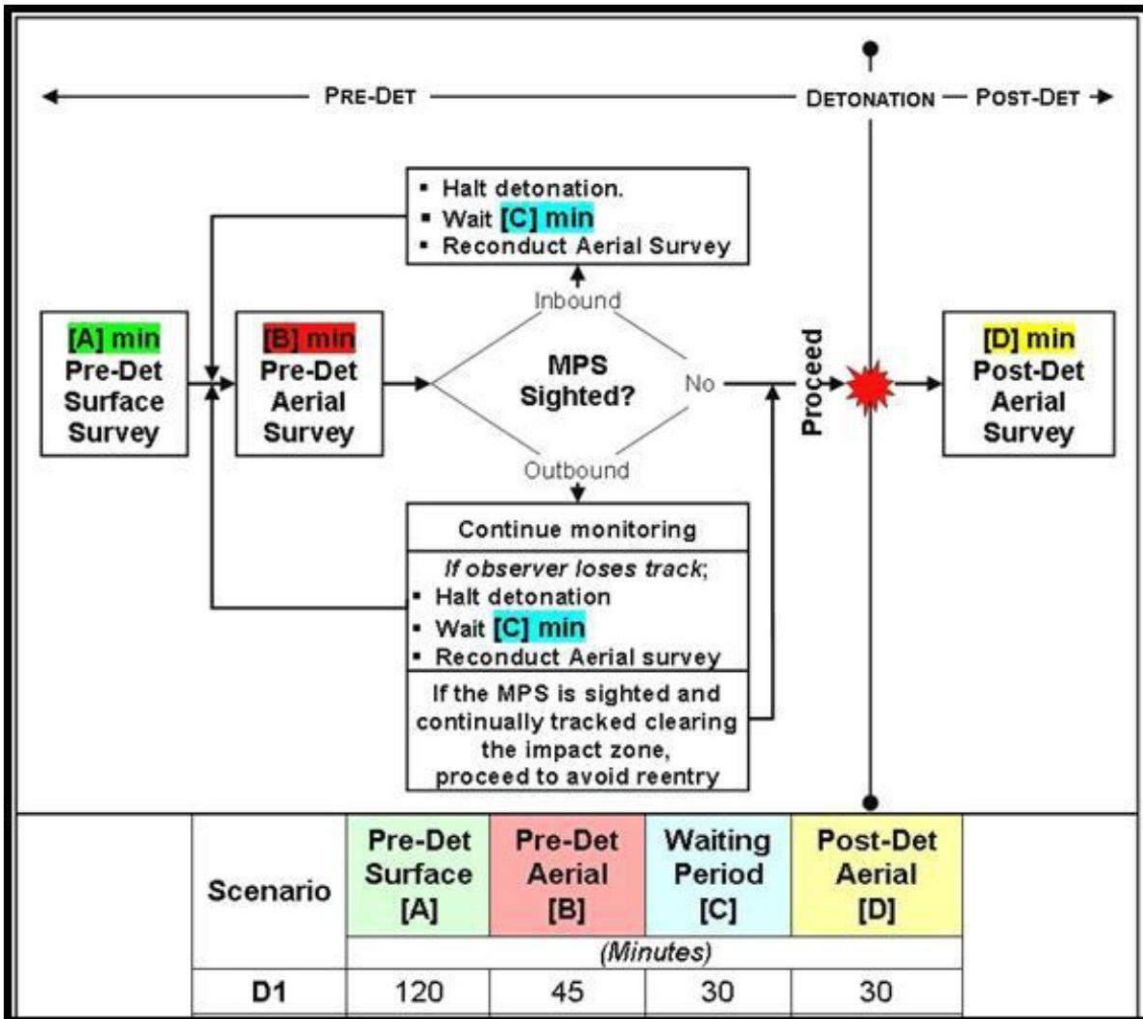 PRE-DET
DETONATION
POST-DET
▪ Halt detonation.
▪ Wait [C] min
▪ Reconduct Aerial Survey
Inbound
[A] min
Pre-Det
Surface
Survey
[B] min
Pre-Det
Aerial
Survey
MPS
Sighted?
No
Proceed
[D] min
Post-Det
Aerial
Survey
Outbound
Continue monitoring
If observer loses track;
▪ Halt detonation
▪ Wait [C] min
▪ Reconduct Aerial survey
If the MPS is sighted and
continually tracked clearing
the impact zone,
proceed to avoid reentry
Scenario
Pre-Det
Surface
[A]
Pre-Det
Aerial
[B]
Waiting
Period
[C]
Post-Det
Aerial
[D]
(Minutes)
D1 120 45 30 30